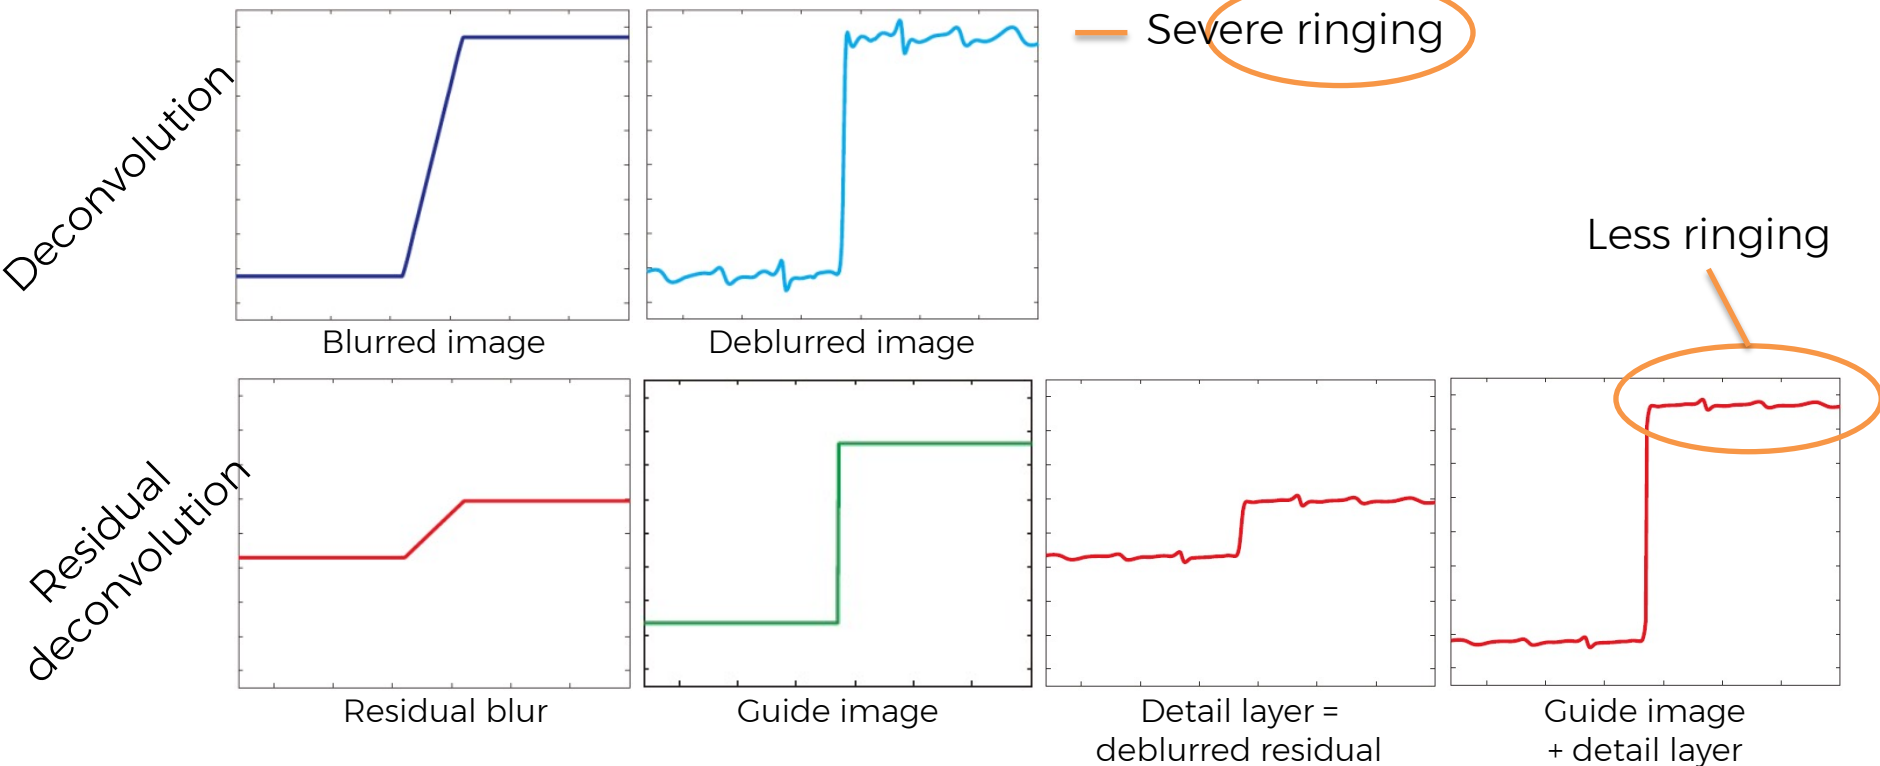 Deconvolution
Severe ringing
Blurred image
Deblurred image
Less ringing
Residual
deconvolution
Residual blur
Guide image
Detail layer =
deblurred residual
Guide image
+ detail layer